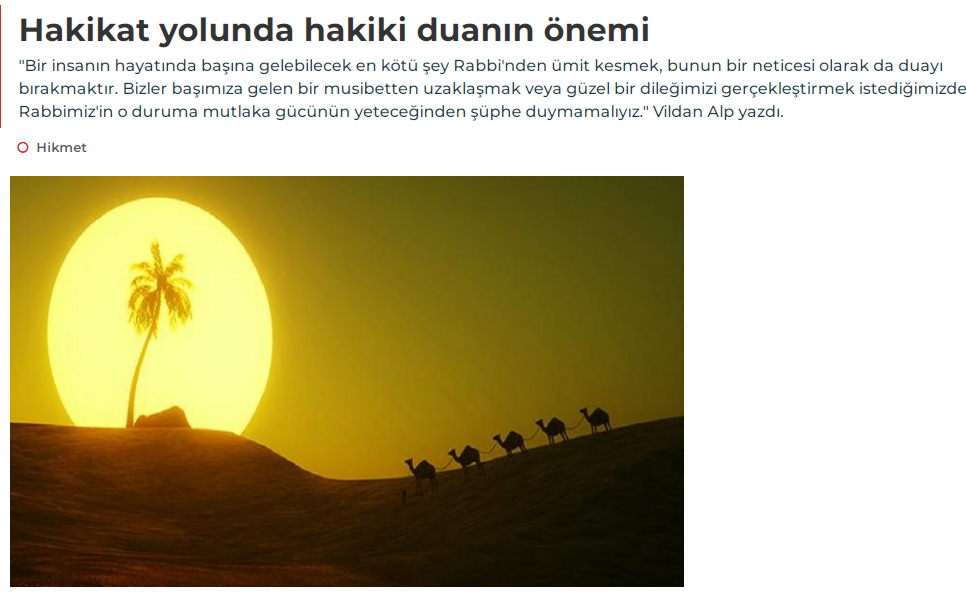 Hakikat yolunda hakiki duanın önemi
"Bir insanın hayatında başına gelebilecek en kötü şey Rabbi'nden ümit kesmek, bunun bir neticesi olarak da duayı
bırakmaktır. Bizler başımıza gelen bir musibetten uzaklaşmak veya güzel bir dileğimizi gerçekleştirmek istediğimizde
Rabbimiz'in o duruma mutlaka gücünün yeteceğinden şüphe duymamalıyız." Vildan Alp yazdı.
Hikmet